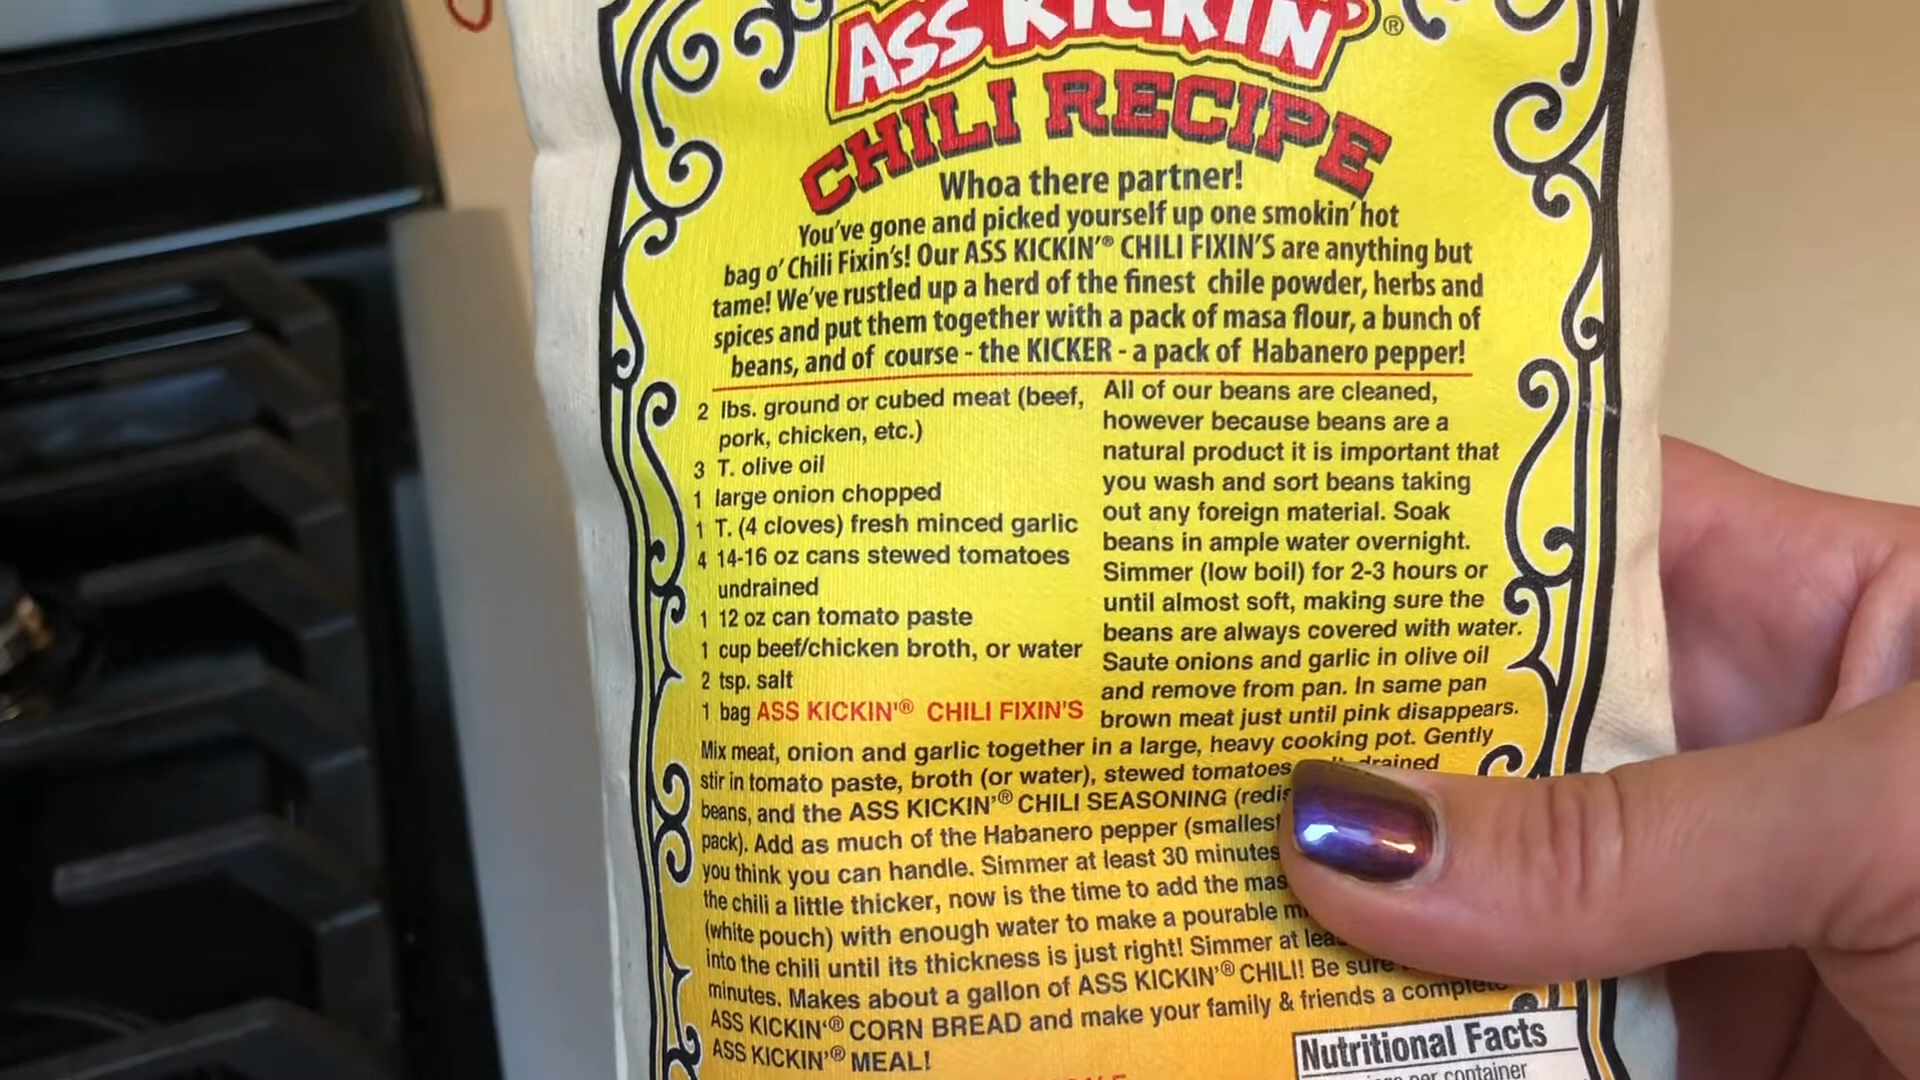 ASS KICKIN'®
CHILI RECIPE
Whoa there partner!
You've gone and picked yourself up one smokin' hot
bag o' Chili Fixin's! Our ASS KICKIN'® CHILI FIXIN'S are anything but
tame! We've rustled up a herd of the finest chile powder, herbs and
spices and put them together with a pack of masa flour, a bunch of
beans, and of course - the KICKER - a pack of Habanero pepper!
2 lbs. ground or cubed meat (beef,
pork, chicken, etc.)
3 T. olive oil
1 large onion chopped
1 T. (4 cloves) fresh minced garlic
4 14-16 oz cans stewed tomatoes
undrained
1 12 oz can tomato paste
1 cup beef/chicken broth, or water
2 tsp. salt
1 bag ASS KICKIN'® CHILI FIXIN'S
All of our beans are cleaned,
however because beans are a
natural product it is important that
you wash and sort beans taking
out any foreign material. Soak
beans in ample water overnight.
Simmer (low boil) for 2-3 hours or
until almost soft, making sure the
beans are always covered with water.
Saute onions and garlic in olive oil
and remove from pan. In same pan
brown meat just until pink disappears.
Mix meat, onion and garlic together in a large, heavy cooking pot. Gently
stir in tomato paste, broth (or water), stewed tomatoes drained
beans, and the ASS KICKIN'® CHILI SEASONING
pack). Add as much of the Habanero pepper (smallest
you think you can handle. Simmer at least 30 minutes
the chili a little thicker, now is the time to add the
(white pouch) with enough water to make a pourable
into the chili until its thickness is just right! Simmer at
minutes. Makes about a gallon of ASS KICKIN'® CHILI! Be sure
ASS KICKIN'® CORN BREAD and make your family & friends a complete
ASS KICKIN'® MEAL!
Nutritional Facts
per container